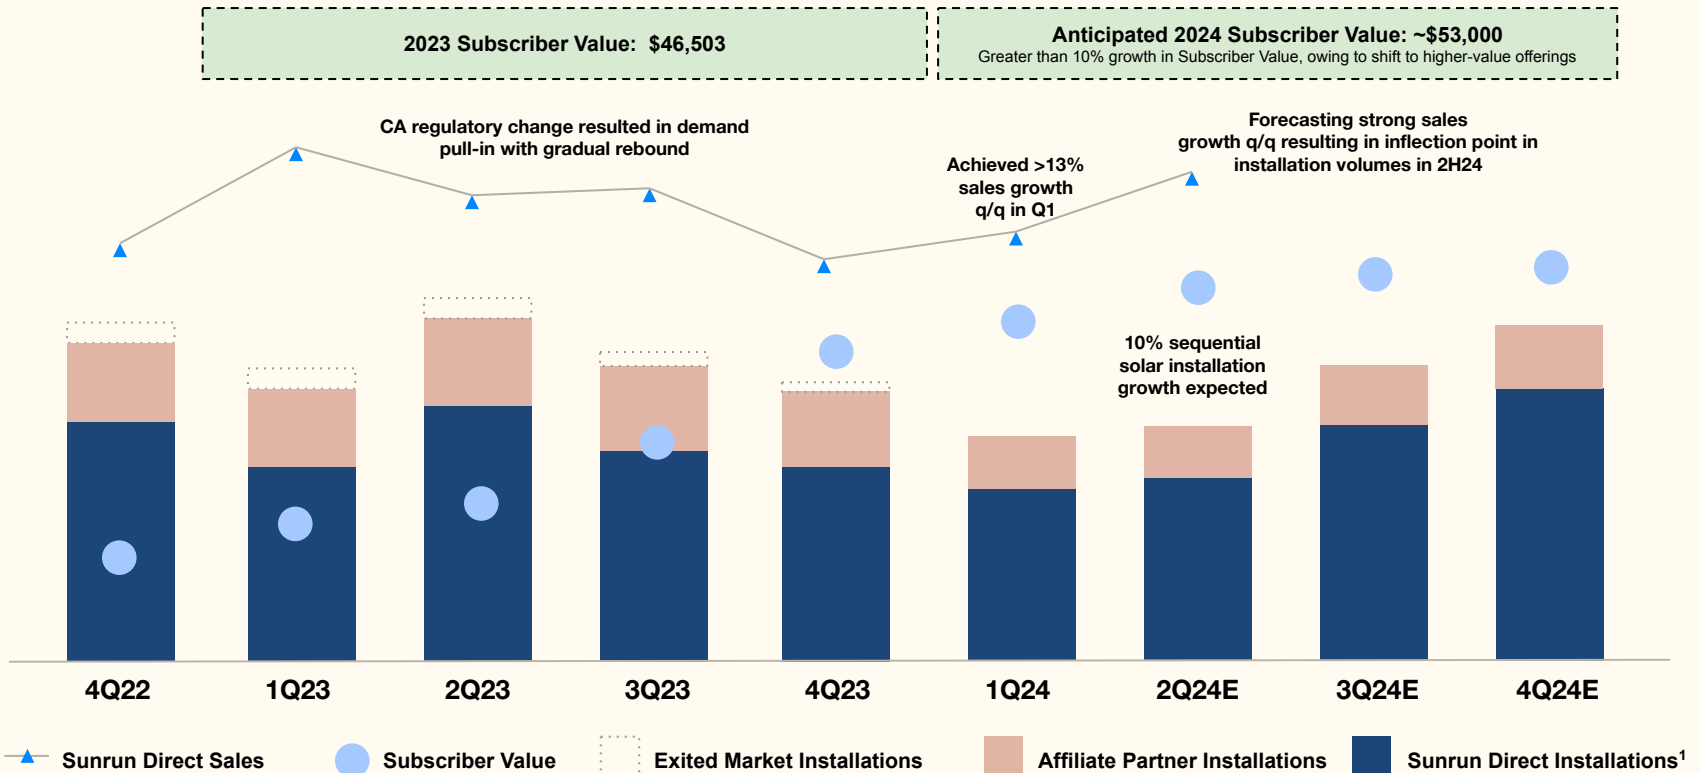 2023 Subscriber Value: $46,503
Anticipated 2024 Subscriber Value: ~$53,000
Greater than 10% growth in Subscriber Value, owing to shift to higher-value offerings
CA regulatory change resulted in demand
pull-in with gradual rebound
Achieved >13%
sales growth
q/q in Q1
Forecasting strong sales
growth q/q resulting in inflection point in
installation volumes in 2H24
10% sequential
solar installation
growth expected
4Q22
1Q23
2Q23
3Q23
4Q23
1Q24
2Q24E
3Q24E
4Q24E
Sunrun Direct Sales
Subscriber Value
Exited Market Installations
Affiliate Partner Installations
Sunrun Direct Installations¹